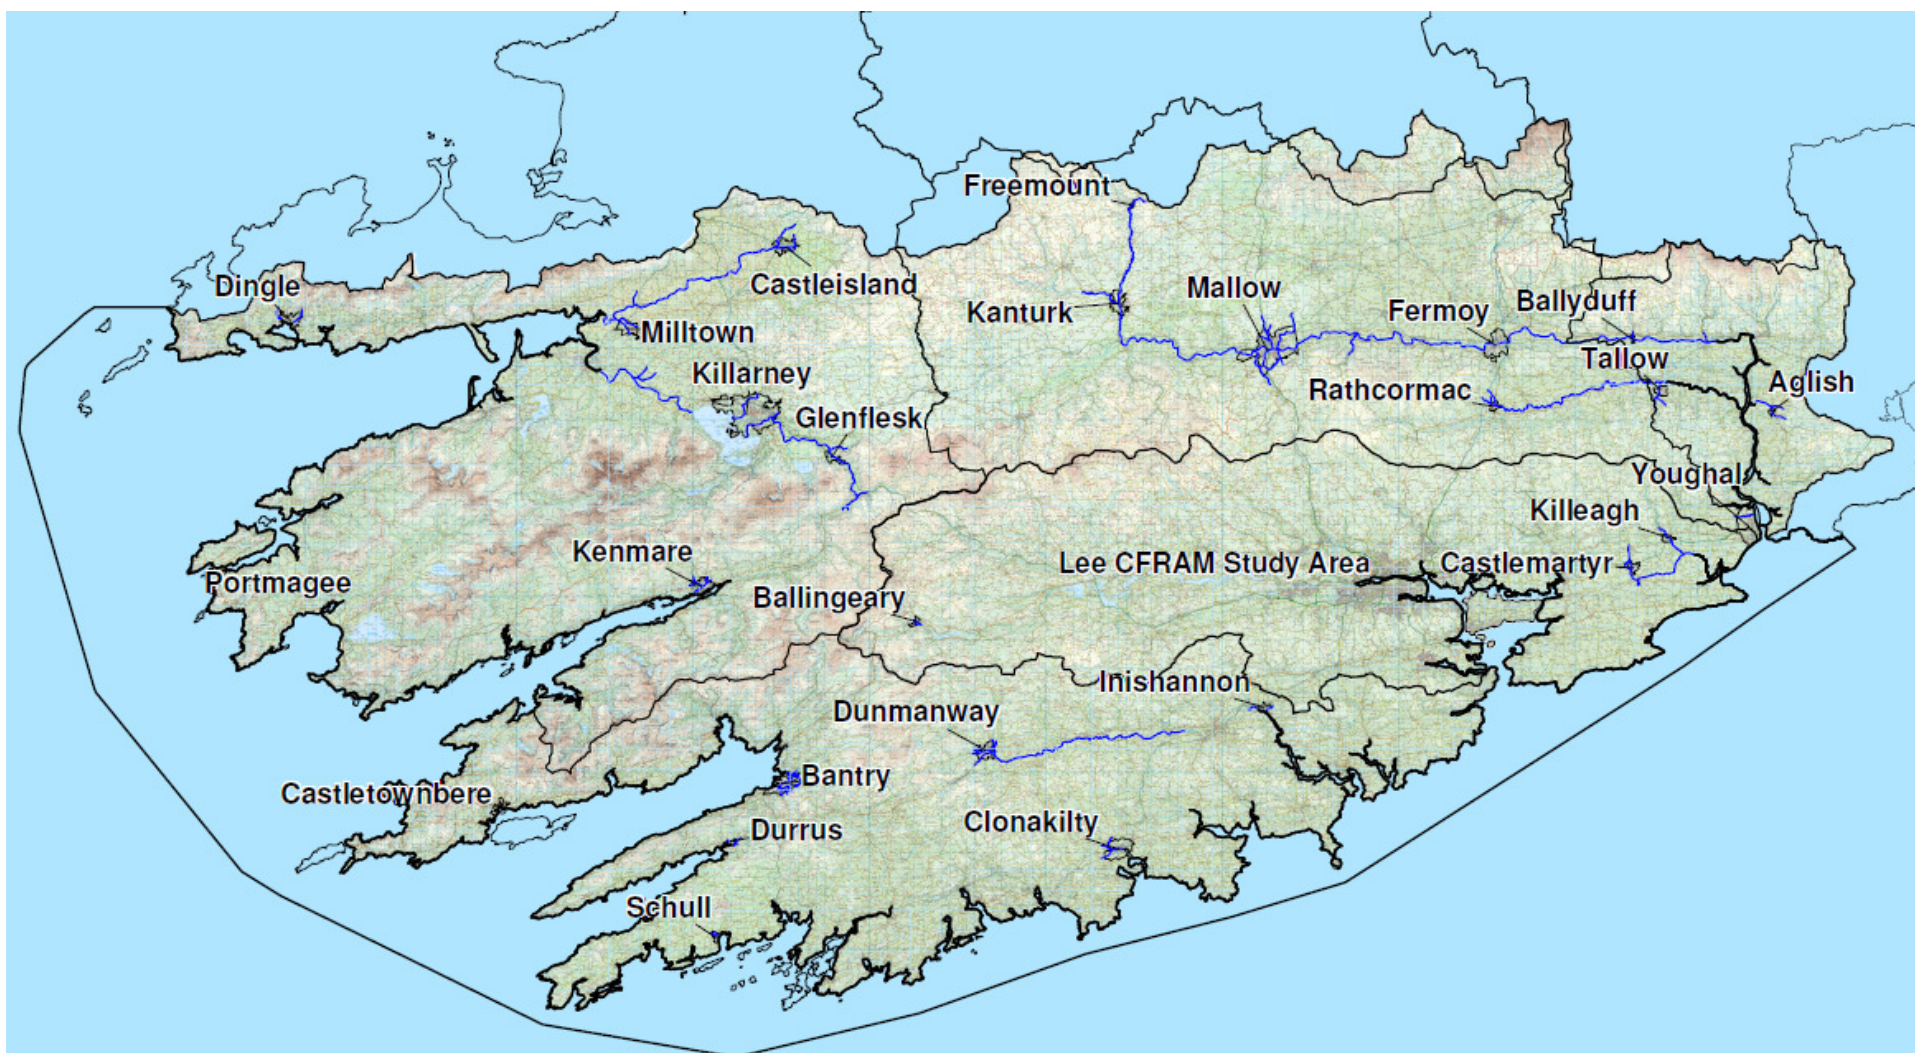 Freemount
Dingle
Castleisland
Kanturk
Mallow
Fermoy
Ballyduff
Milltown
Tallow
Killarney
Rathcormac
Aglish
Glenflesk
Youghal
Killeagh
Kenmare
Lee CFRAM Study Area
Castlemartyr
Portmagee
Ballingeary
Inishannon
Dunmanway
Bantry
Castletownbere
Durrus
Clonakilty
Schull